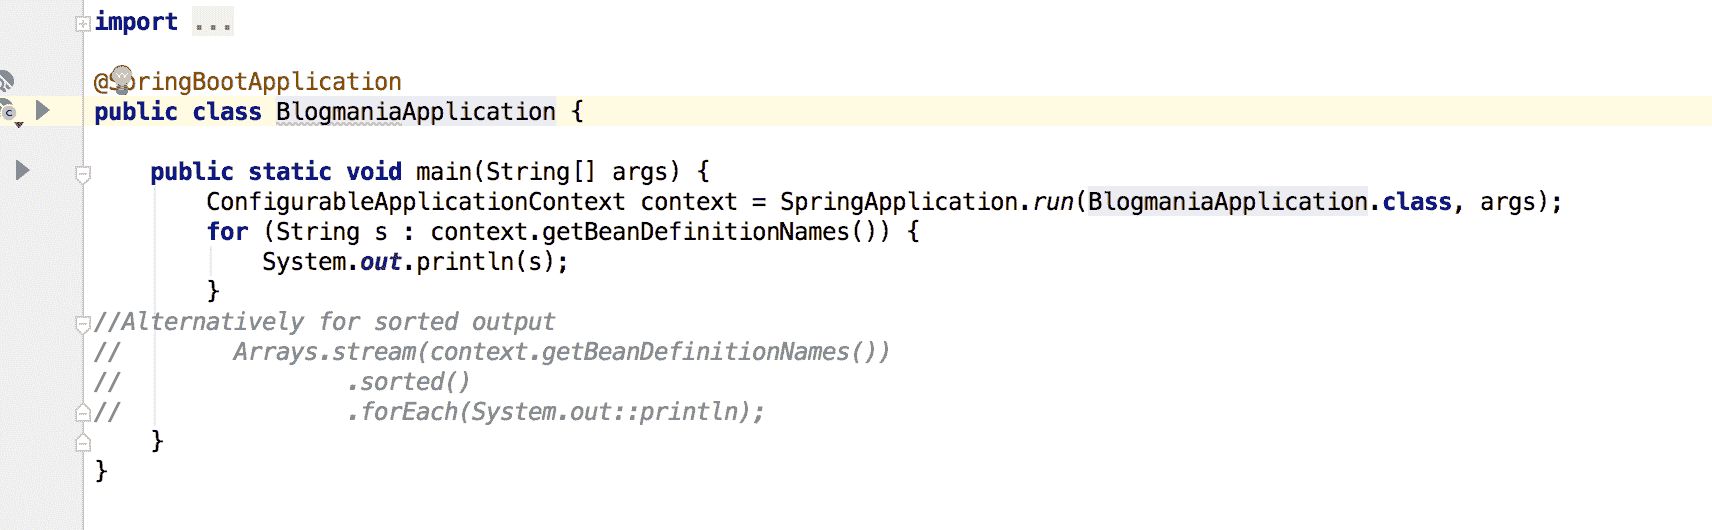 import ...
@SpringBootApplication
public class BlogmaniaApplication {
public static void main(String[] args) {
ConfigurableApplicationContext context = SpringApplication.run(BlogmaniaApplication.class, args);
for (String s : context.getBeanDefinitionNames()) {
System.out.println(s);
}
//Alternatively for sorted output
// Arrays.stream(context.getBeanDefinitionNames())
// .sorted()
// .forEach(System.out::println);
}
}